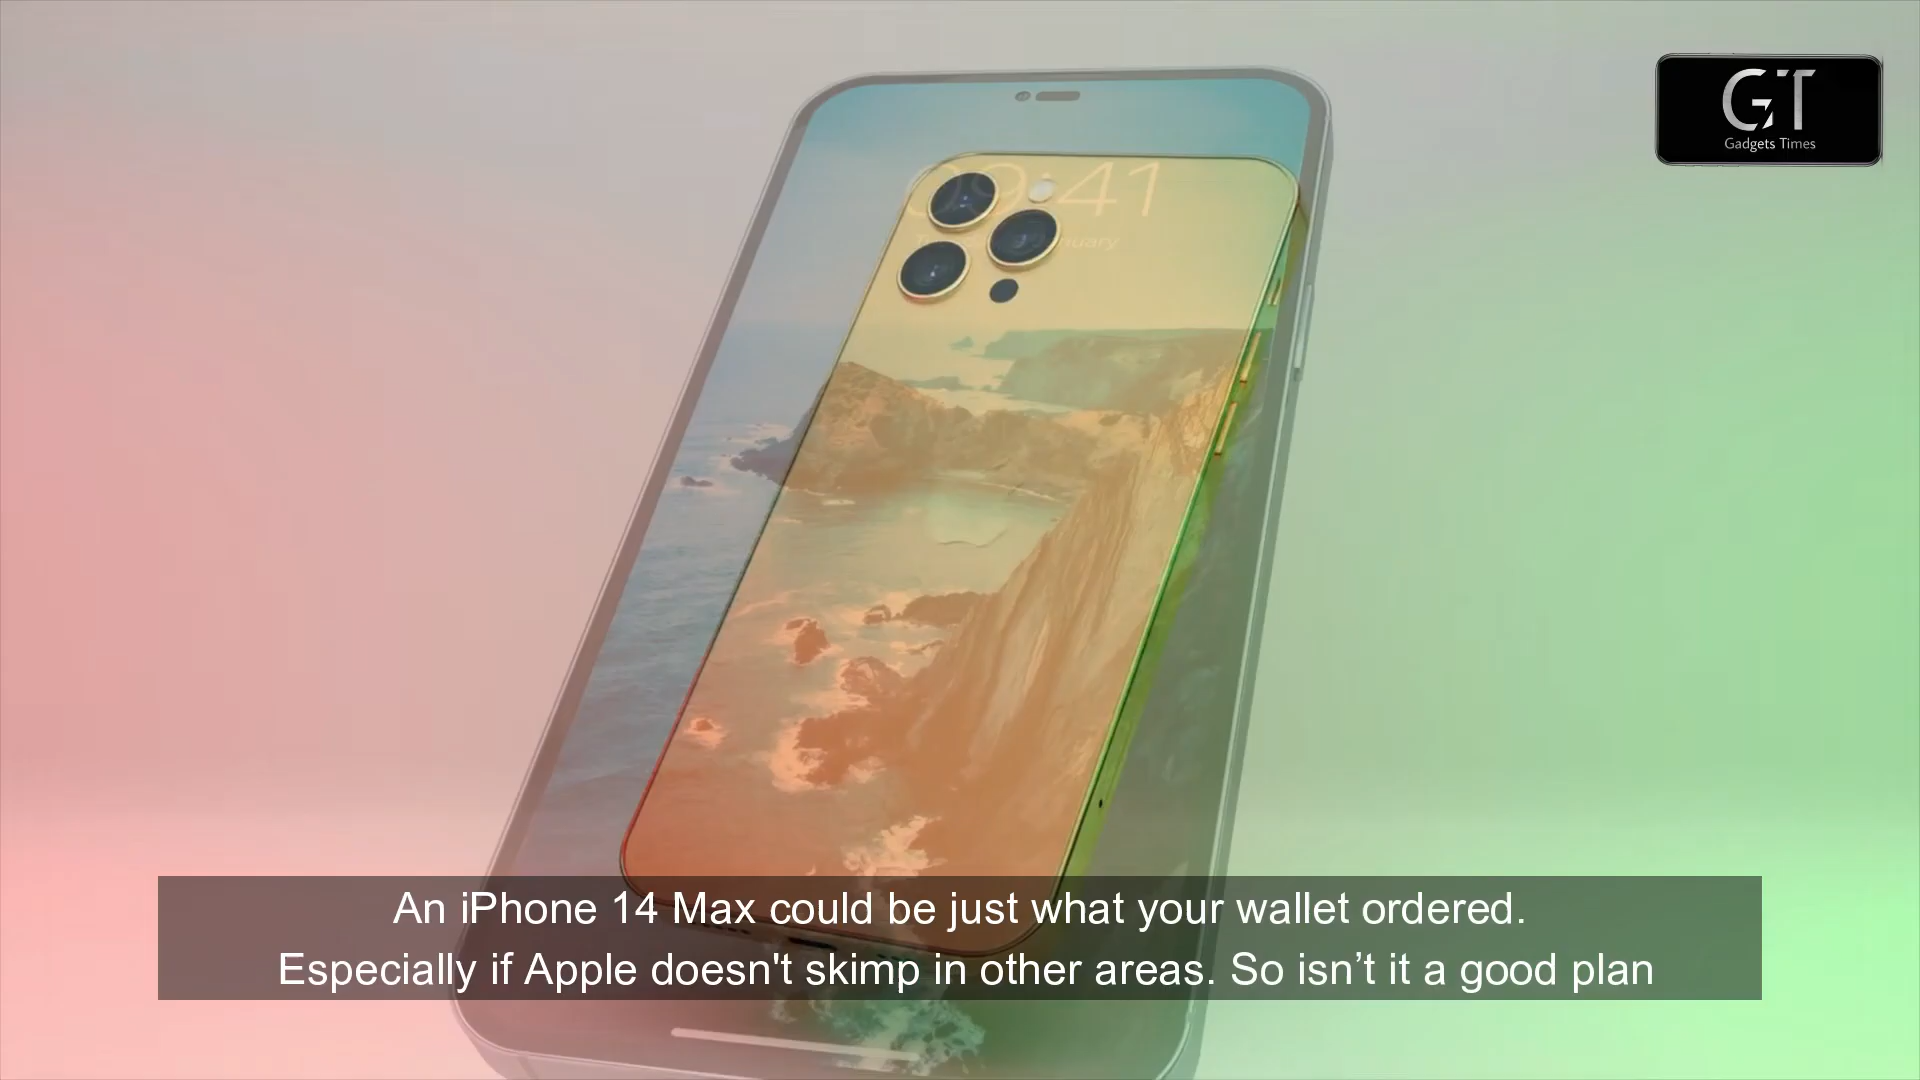 GT
Gadgets Times
09:41
An iPhone 14 Max could be just what your wallet ordered.
Especially if Apple doesn't skimp in other areas. So isn’t it a good plan